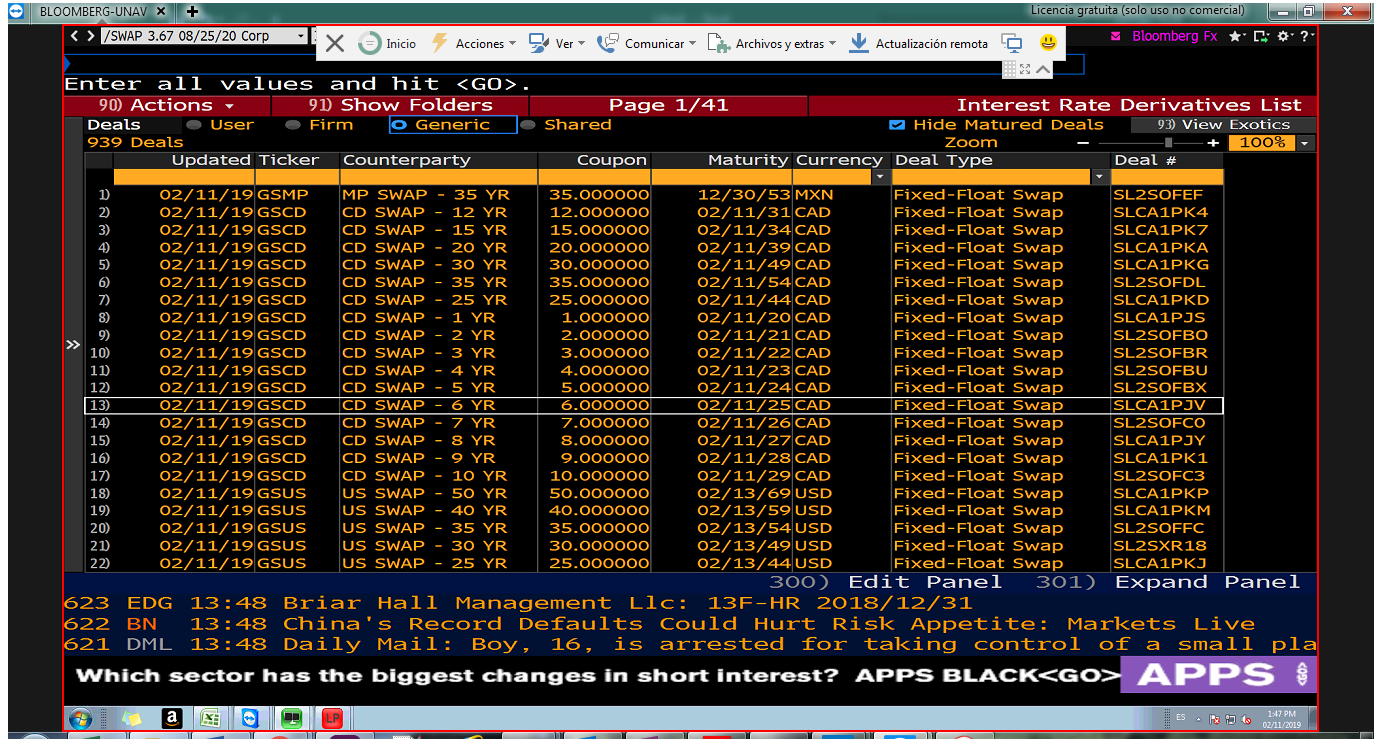 BLOOMBERG-UNAV X +
Licencia gratuita (solo uso no comercial)
< > /SWAP 3.67 08/25/20 Corp
Inicio Acciones Ver Comunicar Archivos y extras Actualización remota
Bloomberg Fx ?
Enter all values and hit <GO>.
90) Actions 91) Show Folders Page 1/41 Interest Rate Derivatives List
Deals User Firm Generic Shared Hide Matured Deals 93) View Exotics
939 Deals Zoom - + 100%
Updated Ticker Counterparty Coupon Maturity Currency Deal Type Deal #
1) 02/11/19 GSMP MP SWAP - 35 YR 35.000000 12/30/53 MXN Fixed-Float Swap SL2SOFEF
2) 02/11/19 GSCD CD SWAP - 12 YR 12.000000 02/11/31 CAD Fixed-Float Swap SLCA1PK4
3) 02/11/19 GSCD CD SWAP - 15 YR 15.000000 02/11/34 CAD Fixed-Float Swap SLCA1PK7
4) 02/11/19 GSCD CD SWAP - 20 YR 20.000000 02/11/39 CAD Fixed-Float Swap SLCA1PKA
5) 02/11/19 GSCD CD SWAP - 30 YR 30.000000 02/11/49 CAD Fixed-Float Swap SLCA1PKG
6) 02/11/19 GSCD CD SWAP - 35 YR 35.000000 02/11/54 CAD Fixed-Float Swap SL2SOFDL
7) 02/11/19 GSCD CD SWAP - 25 YR 25.000000 02/11/44 CAD Fixed-Float Swap SLCA1PKD
8) 02/11/19 GSCD CD SWAP - 1 YR 1.000000 02/11/20 CAD Fixed-Float Swap SLCA1PJS
9) 02/11/19 GSCD CD SWAP - 2 YR 2.000000 02/11/21 CAD Fixed-Float Swap SL2SOFBO
10) 02/11/19 GSCD CD SWAP - 3 YR 3.000000 02/11/22 CAD Fixed-Float Swap SL2SOFBR
11) 02/11/19 GSCD CD SWAP - 4 YR 4.000000 02/11/23 CAD Fixed-Float Swap SL2SOFBU
12) 02/11/19 GSCD CD SWAP - 5 YR 5.000000 02/11/24 CAD Fixed-Float Swap SL2SOFBX
13) 02/11/19 GSCD CD SWAP - 6 YR 6.000000 02/11/25 CAD Fixed-Float Swap SLCA1PJV
14) 02/11/19 GSCD CD SWAP - 7 YR 7.000000 02/11/26 CAD Fixed-Float Swap SL2SOFC0
15) 02/11/19 GSCD CD SWAP - 8 YR 8.000000 02/11/27 CAD Fixed-Float Swap SLCA1PJY
16) 02/11/19 GSCD CD SWAP - 9 YR 9.000000 02/11/28 CAD Fixed-Float Swap SLCA1PK1
17) 02/11/19 GSCD CD SWAP - 10 YR 10.000000 02/11/29 CAD Fixed-Float Swap SL2SOFC3
18) 02/11/19 GSUS US SWAP - 50 YR 50.000000 02/13/69 USD Fixed-Float Swap SLCA1PKP
19) 02/11/19 GSUS US SWAP - 40 YR 40.000000 02/13/59 USD Fixed-Float Swap SLCA1PKM
20) 02/11/19 GSUS US SWAP - 35 YR 35.000000 02/13/54 USD Fixed-Float Swap SL2SOFFC
21) 02/11/19 GSUS US SWAP - 30 YR 30.000000 02/13/49 USD Fixed-Float Swap SL2SXR18
22) 02/11/19 GSUS US SWAP - 25 YR 25.000000 02/13/44 USD Fixed-Float Swap SLCA1PKJ
300) Edit Panel 301) Expand Panel
623 EDG 13:48 Briar Hall Management Llc: 13F-HR 2018/12/31
622 BN 13:48 China's Record Defaults Could Hurt Risk Appetite: Markets Live
621 DML 13:48 Daily Mail: Boy, 16, is arrested for taking control of a small pla
Which sector has the biggest changes in short interest? APPS BLACK<GO> APPS
a LP ES 1:47 PM
02/11/2019